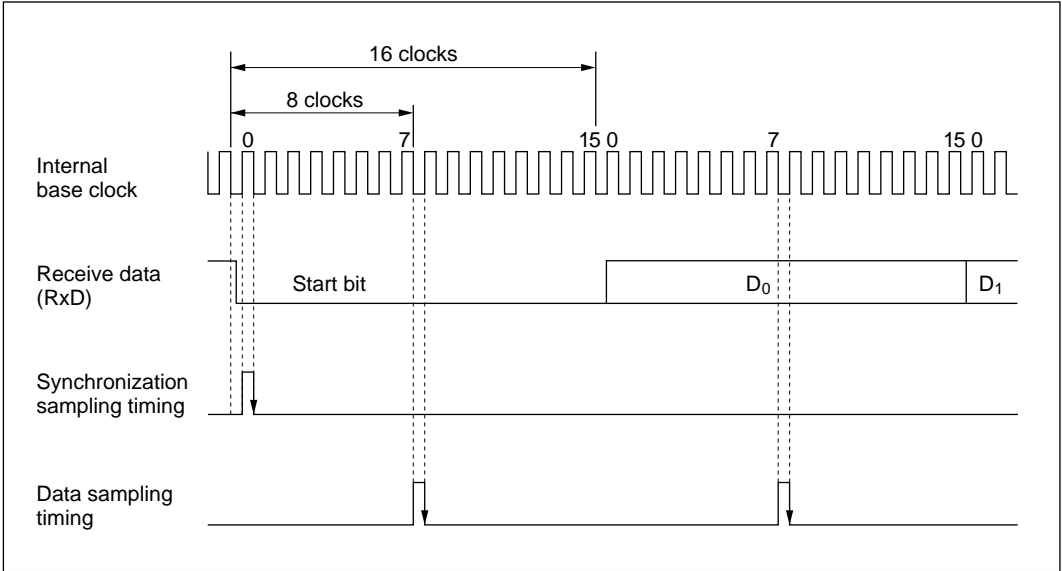 16 clocks
8 clocks
0 7 15 0 7 15 0
Internal
base clock
Receive data
(RxD)
Start bit D₀ D₁
Synchronization
sampling timing
Data sampling
timing